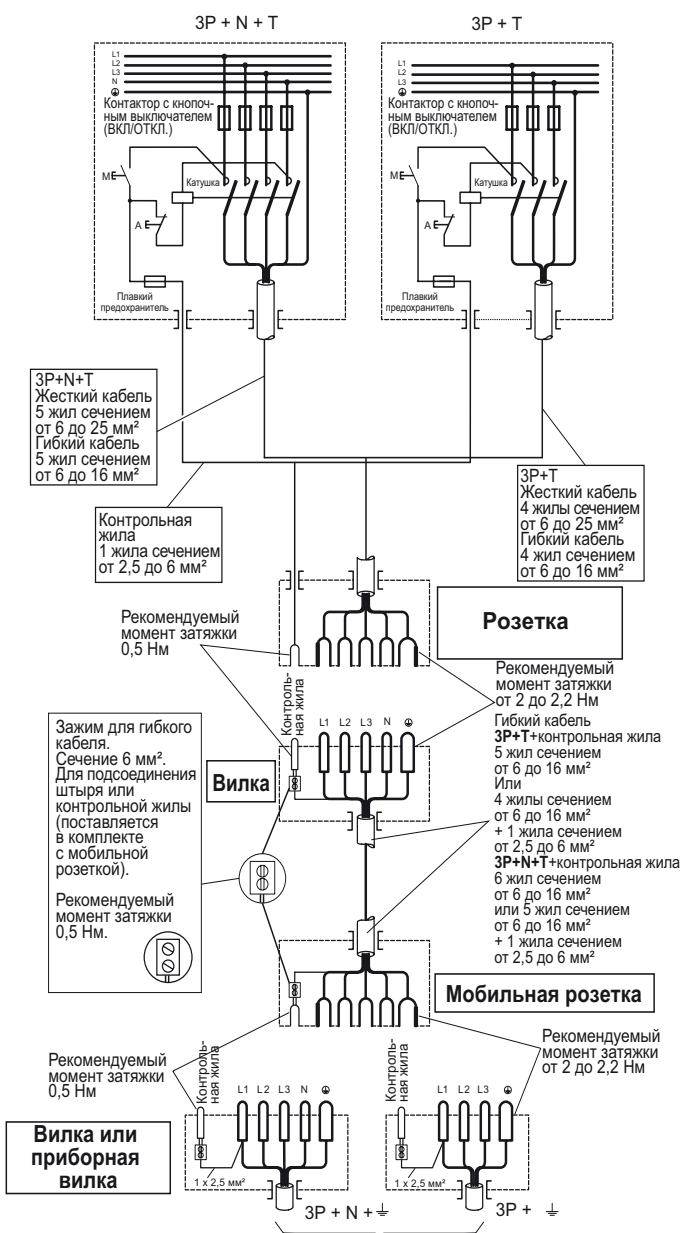 3P + N + T
3P + T
L1
L2
L3
N
Контактор с кнопоч-
ным выключателем
(ВКЛ/ОТКЛ.)
M
Катушка
A
Плавкий
предохранитель
L1
L2
L3
Контактор с кнопоч-
ным выключателем
(ВКЛ/ОТКЛ.)
M
Катушка
A
Плавкий
предохранитель
3P+N+T
Жесткий кабель
5 жил сечением
от 6 до 25 мм²
Гибкий кабель
5 жил сечением
от 6 до 16 мм²
Контрольная
жила
1 жила сечением
от 2,5 до 6 мм²
3P+T
Жесткий кабель
4 жилы сечением
от 6 до 25 мм²
Гибкий кабель
4 жил сечением
от 6 до 16 мм²
Рекомендуемый
момент затяжки
0,5 Нм
Розетка
Рекомендуемый
момент затяжки
от 2 до 2,2 Нм
Контроль-
ная жила
L1 L2 L3 N
Вилка
Зажим для гибкого
кабеля.
Сечение 6 мм².
Для подсоединения
штыря или
контрольной жилы
(поставляется
в комплекте
с мобильной
розеткой).
Рекомендуемый
момент затяжки
0,5 Нм.
Гибкий кабель
3P+T+контрольная жила
5 жил сечением
от 6 до 16 мм²
Или
4 жилы сечением
от 6 до 16 мм²
+ 1 жила сечением
от 2,5 до 6 мм²
3P+N+T+контрольная жила
6 жил сечением
от 6 до 16 мм²
или 5 жил сечением
от 6 до 16 мм²
+ 1 жила сечением
от 2,5 до 6 мм²
Мобильная розетка
Рекомендуемый
момент затяжки
0,5 Нм
Рекомендуемый
момент затяжки
от 2 до 2,2 Нм
Контроль-
ная жила
L1 L2 L3 N
Контроль-
ная жила
L1 L2 L3
Вилка или
приборная
вилка
1 x 2,5 мм²
1 x 2,5 мм²
3P + N +
3P +